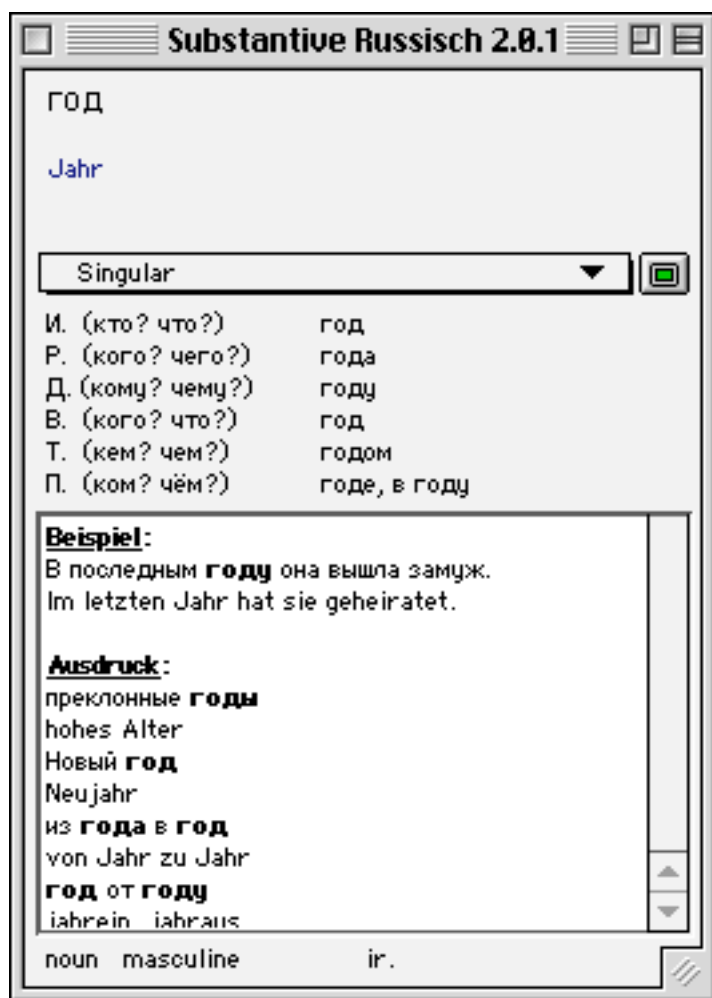 Substantive Russisch 2.0.1
год
Jahr
Singular
И. (кто? что?) год
Р. (кого? чего?) года
Д. (кому? чему?) году
В. (кого? что?) год
Т. (кем? чем?) годом
П. (ком? чём?) годе, в году
Beispiel:
В последным году она вышла замуж.
Im letzten Jahr hat sie geheiratet.
Ausdruck:
преклонные годы
hohes Alter
Новый год
Neujahr
из года в год
von Jahr zu Jahr
год от году
jahrein jahraus
noun masculine ir.